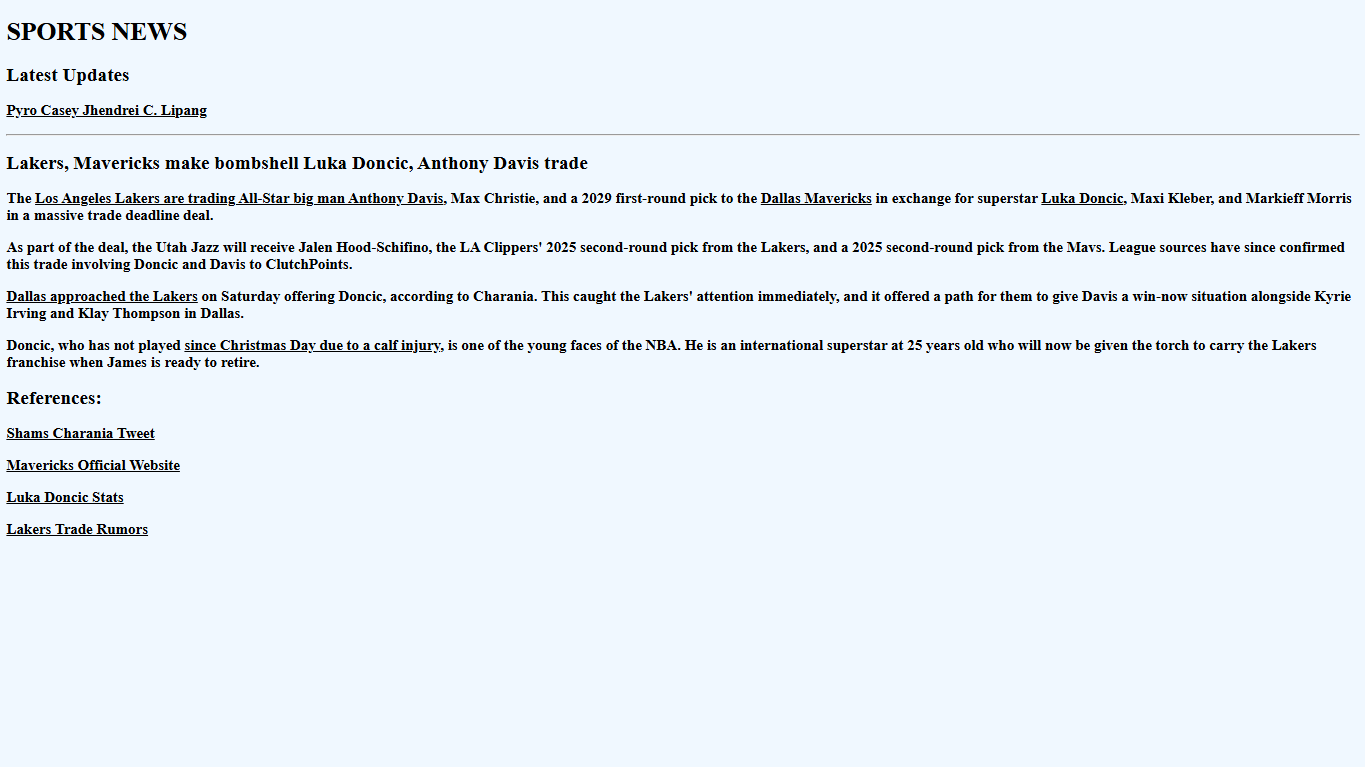 SPORTS NEWS
Latest Updates
Pyro Casey Jhendrei C. Lipang
Lakers, Mavericks make bombshell Luka Doncic, Anthony Davis trade
The Los Angeles Lakers are trading All-Star big man Anthony Davis, Max Christie, and a 2029 first-round pick to the Dallas Mavericks in exchange for superstar Luka Doncic, Maxi Kleber, and Markieff Morris
in a massive trade deadline deal.
As part of the deal, the Utah Jazz will receive Jalen Hood-Schifino, the LA Clippers' 2025 second-round pick from the Lakers, and a 2025 second-round pick from the Mavs. League sources have since confirmed
this trade involving Doncic and Davis to ClutchPoints.
Dallas approached the Lakers on Saturday offering Doncic, according to Charania. This caught the Lakers' attention immediately, and it offered a path for them to give Davis a win-now situation alongside Kyrie
Irving and Klay Thompson in Dallas.
Doncic, who has not played since Christmas Day due to a calf injury, is one of the young faces of the NBA. He is an international superstar at 25 years old who will now be given the torch to carry the Lakers
franchise when James is ready to retire.
References:
Shams Charania Tweet
Mavericks Official Website
Luka Doncic Stats
Lakers Trade Rumors